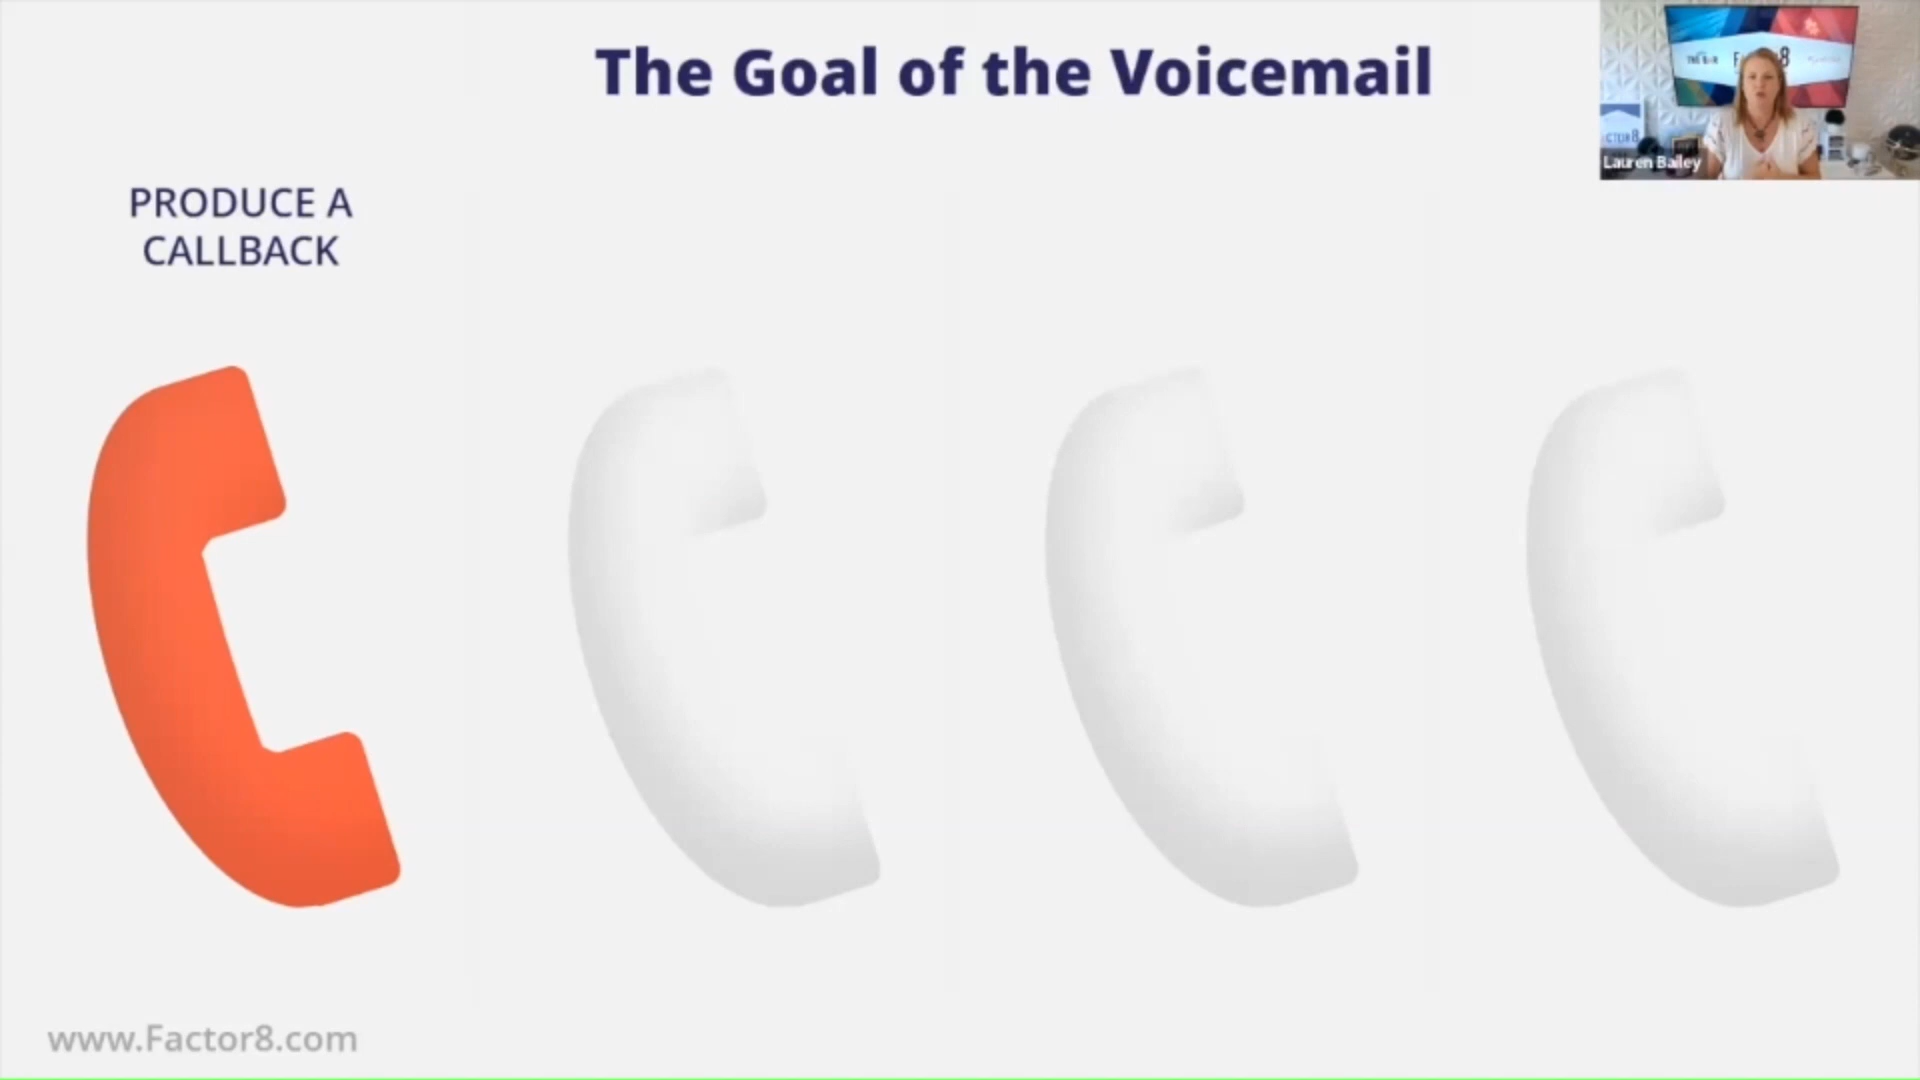 The Goal of the Voicemail
PRODUCE A
CALLBACK
Lauren Bailey
www.Factor8.com